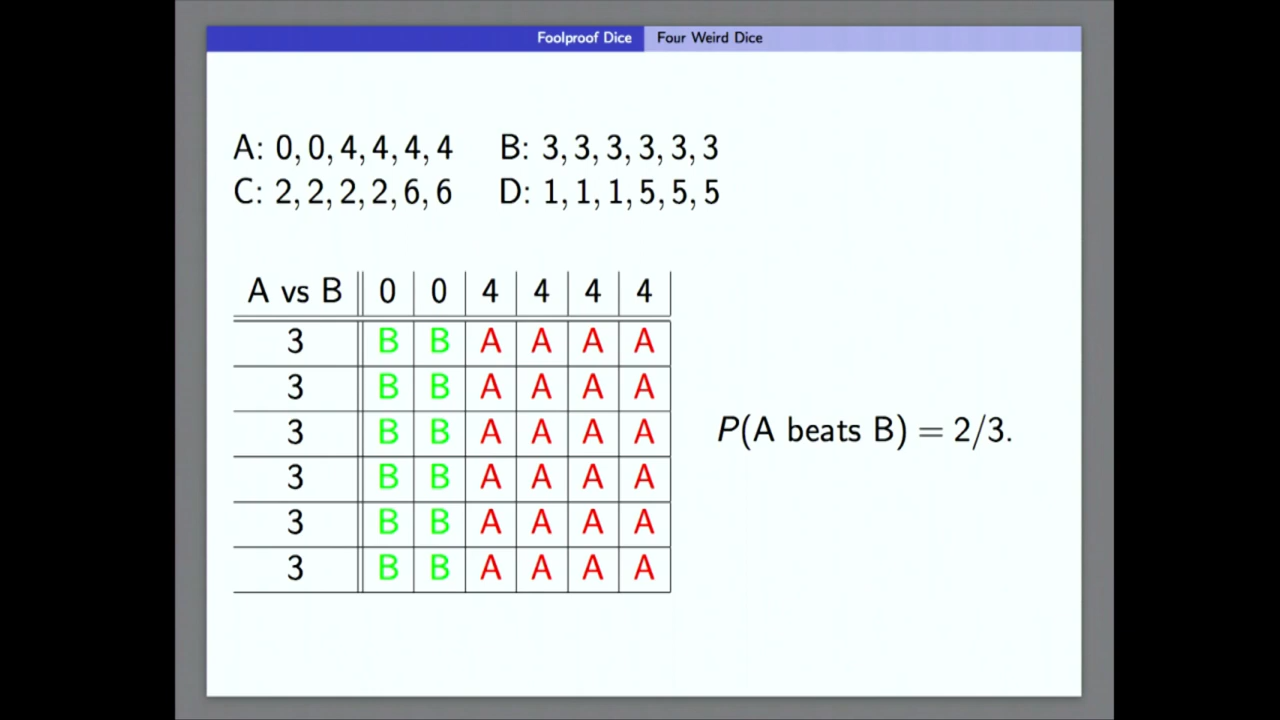 Foolproof Dice Four Weird Dice
A: 0, 0, 4, 4, 4, 4 B: 3, 3, 3, 3, 3, 3
C: 2, 2, 2, 2, 6, 6 D: 1, 1, 1, 5, 5, 5
A vs B 0 0 4 4 4 4
3 B B A A A A
3 B B A A A A
3 B B A A A A
3 B B A A A A
3 B B A A A A
3 B B A A A A
P(A beats B) = 2/3.